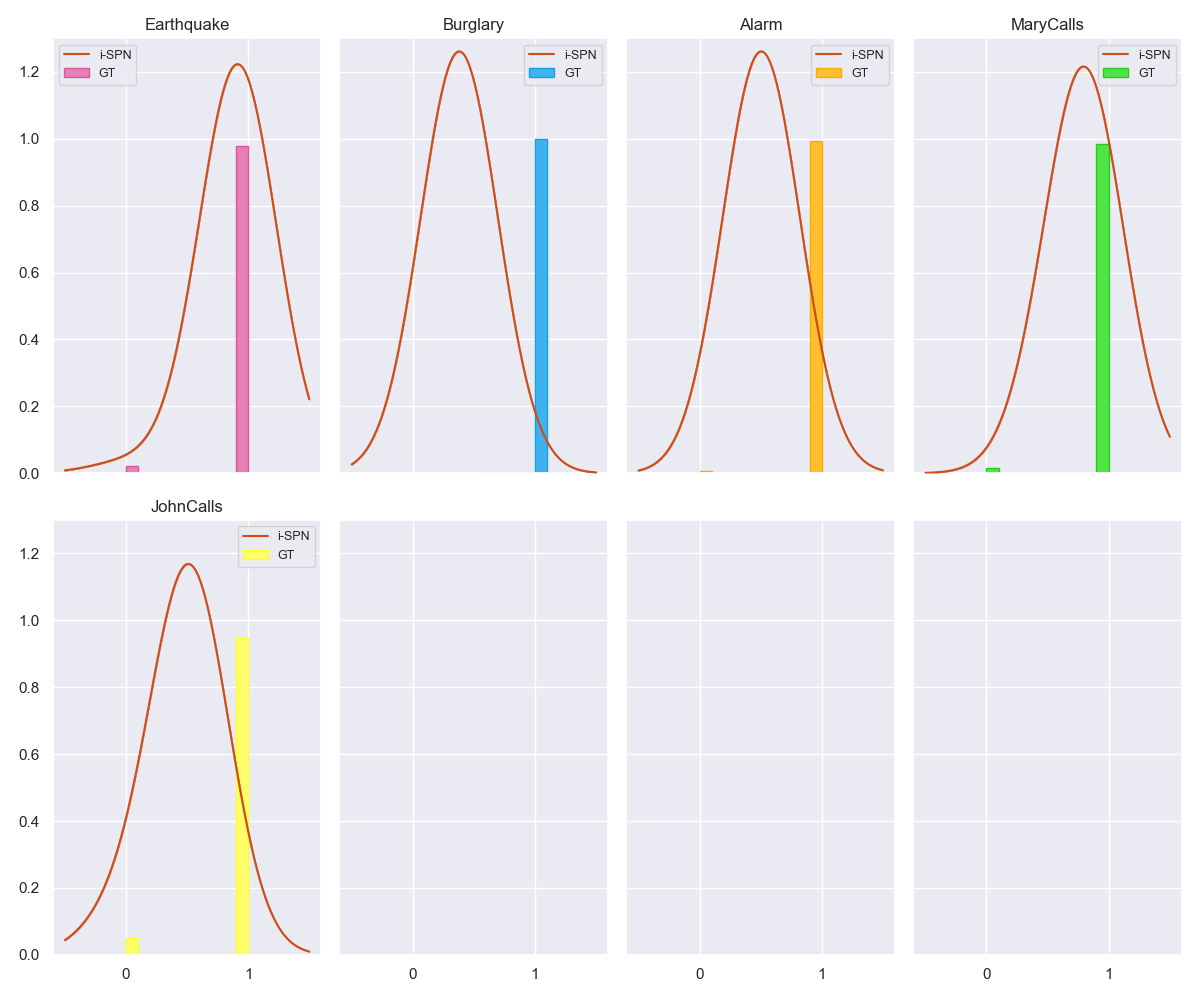 Earthquake
i-SPN
GT
1.2
1.0
0.8
0.6
0.4
0.2
0.0
Burglary
i-SPN
GT
Alarm
i-SPN
GT
MaryCalls
i-SPN
GT
JohnCalls
i-SPN
GT
1.2
1.0
0.8
0.6
0.4
0.2
0.0
0 1
0 1
0 1
0 1